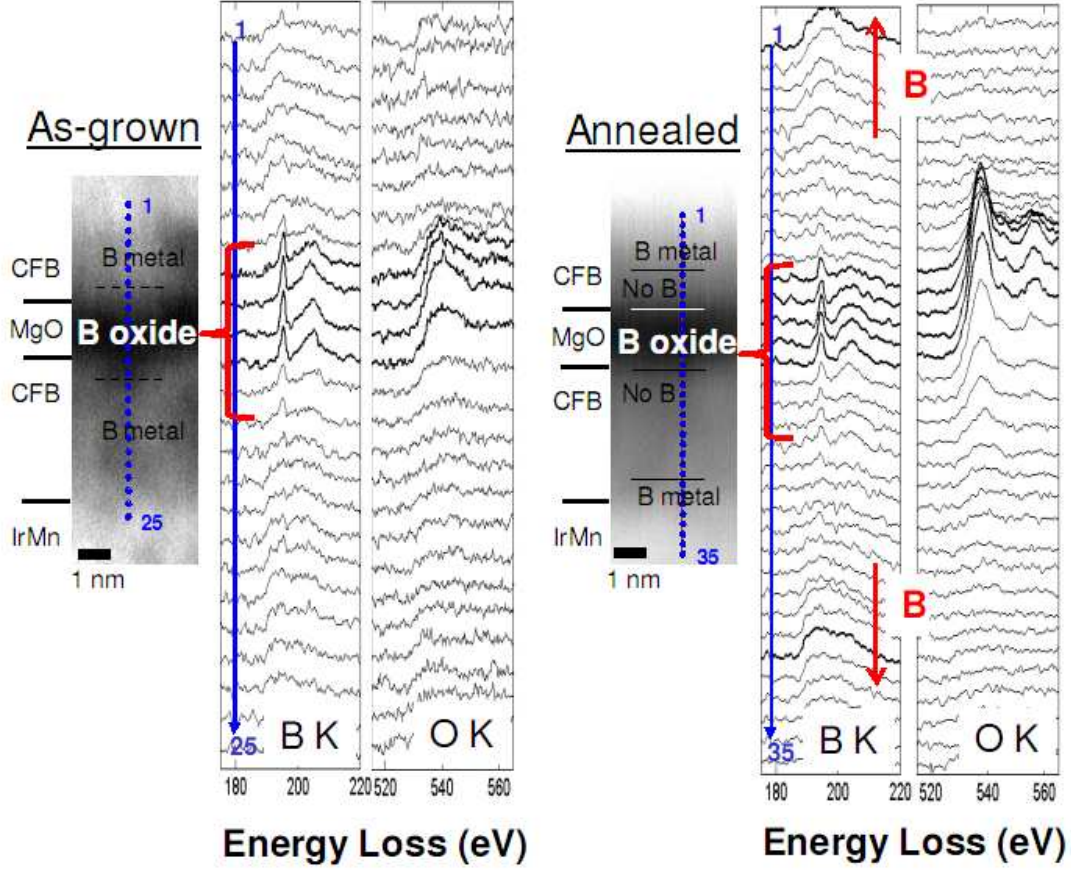 As-grown
1
B metal
CFB
MgO
B oxide
CFB
B metal
25
IrMn
1 nm
1
25
B K
O K
180
200
220
520
540
560
Energy Loss (eV)
Annealed
1
B metal
CFB
No B
MgO
B oxide
CFB
No B
B metal
IrMn
35
1 nm
1
B
B
35
B K
O K
180
200
220
520
540
560
Energy Loss (eV)